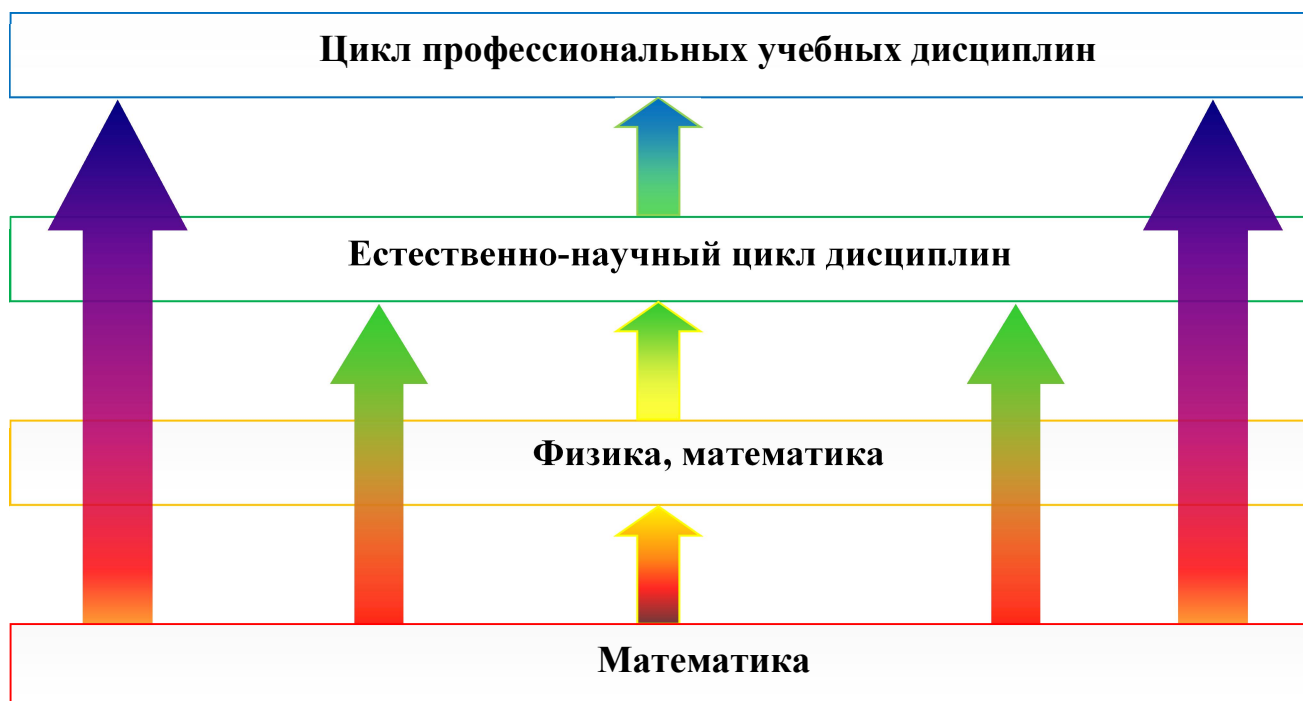 Цикл профессиональных учебных дисциплин
Естественно-научный цикл дисциплин
Физика, математика
Математика